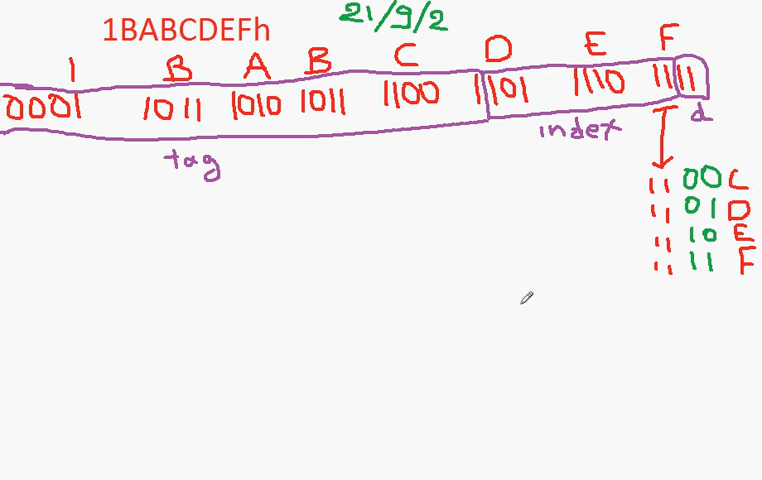 1BABCDEFh 21/9/2
1 B A B C D E F
0001 1011 1010 1011 1100 1101 1110 1111
tag index d
11 00 C
11 01 D
11 10 E
11 11 F